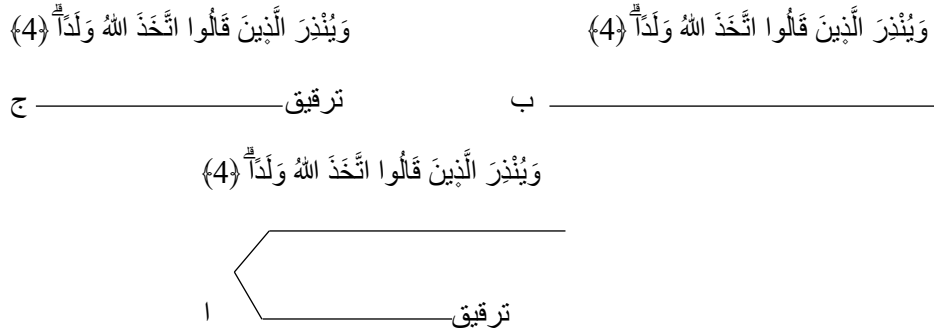 وَيُنْذِرَ الَّذِينَ قَالُوا اتَّخَذَ اللهُ وَلَدًاۗ ﴿4﴾
وَيُنْذِرَ الَّذِينَ قَالُوا اتَّخَذَ اللهُ وَلَدًاۗ ﴿4﴾
ب
ترقيق ج
وَيُنْذِرَ الَّذِينَ قَالُوا اتَّخَذَ اللهُ وَلَدًاۗ ﴿4﴾
ترقيق ا